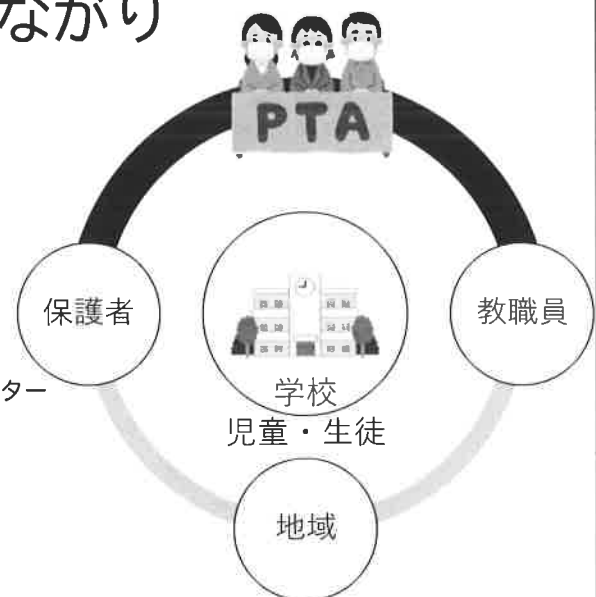 ながり
PTA
保護者
教職員
ター
学校
児童・生徒
地域